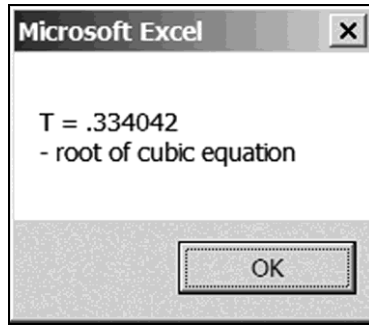 Microsoft Excel
T = .334042
- root of cubic equation
OK